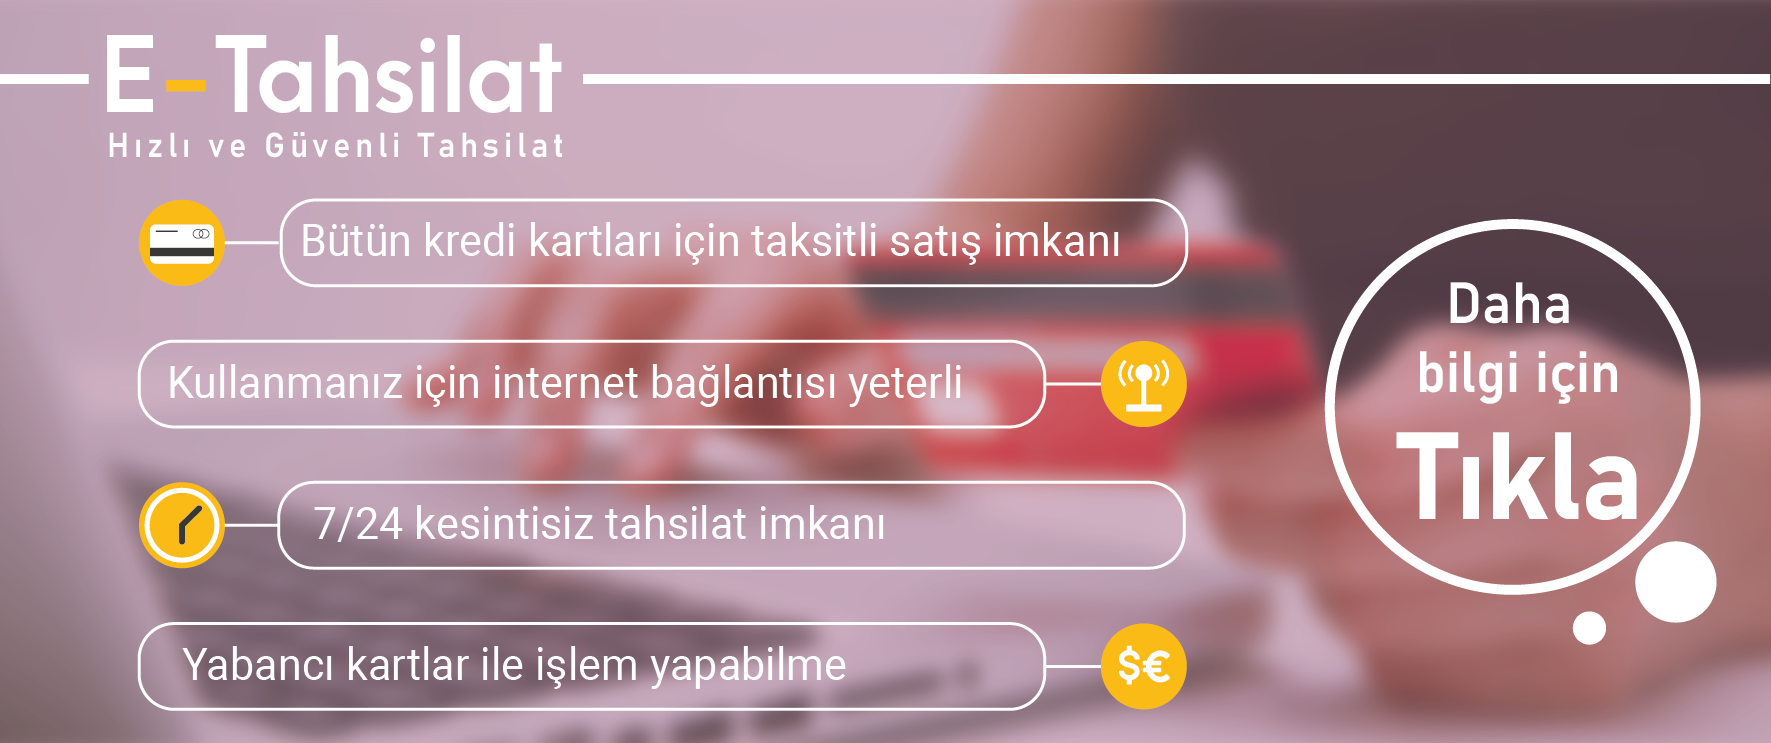 E-Tahsilat
Hızlı ve Güvenli Tahsilat
Bütün kredi kartları için taksitli satış imkanı
Kullanmanız için internet bağlantısı yeterli
7/24 kesintisiz tahsilat imkanı
Yabancı kartlar ile işlem yapabilme
$€
Daha
bilgi için
Tıkla